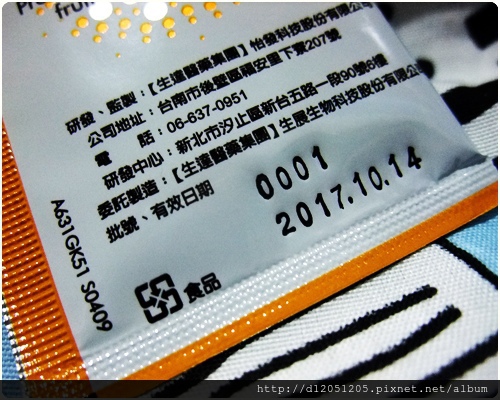 fru
研發、監製：【生達醫藥集團】怡發科技股份有限公
公司地址：台南市後壁區福安里下寮207號
電　　話：06-637-0951
研發中心：新北市汐止區新台五路一段90號6樓
委託製造：【生達醫藥集團】生展生物科技股份有限公
批號、有效日期
0001
2017.10.14
A631GK51 S0409
食品
http://d12051205.pixnet.net/album